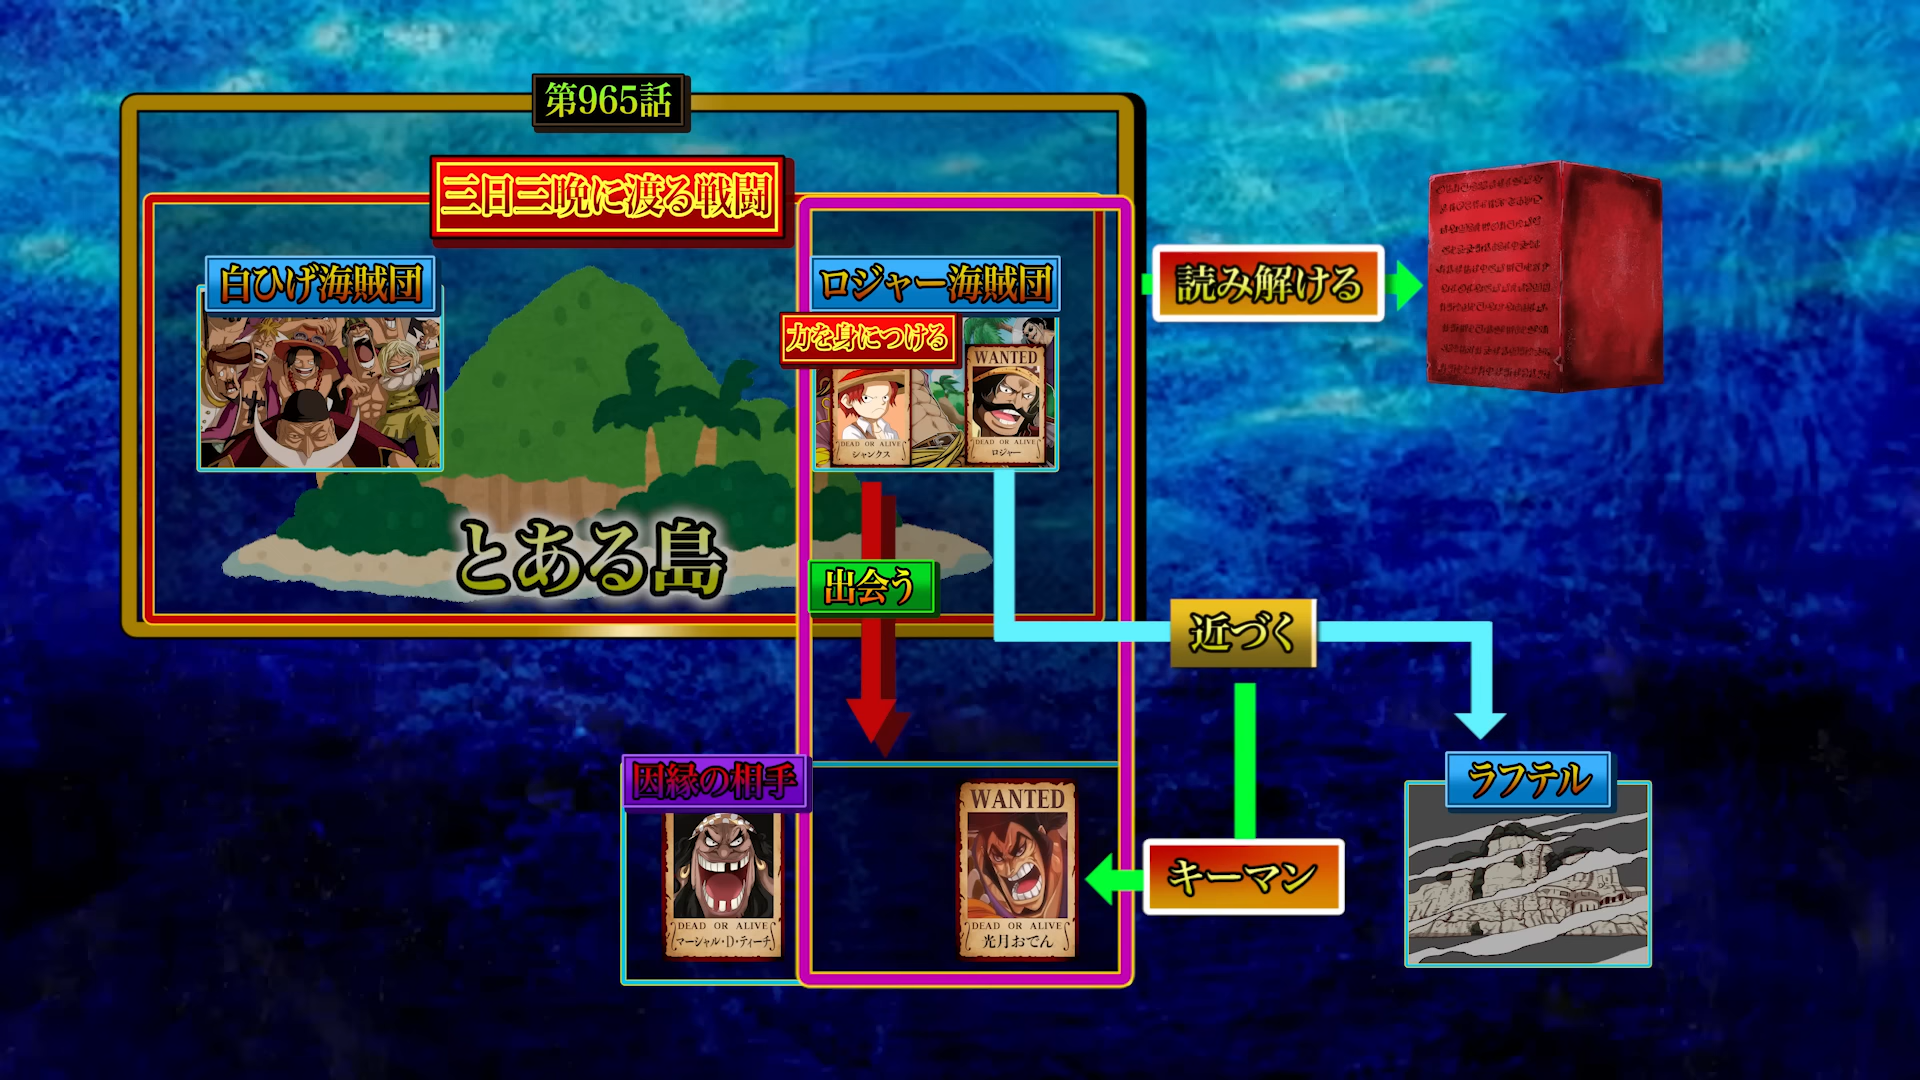 第965話
三日三晩に渡る戦闘
白ひげ海賊団
ロジャー海賊団
力を身につける
WANTED
DEAD OR ALIVE
シャンクス
DEAD OR ALIVE
ロジャー
読み解ける
とある島
出会う
近づく
因縁の相手
DEAD OR ALIVE
マーシャル・D・ティーチ
WANTED
DEAD OR ALIVE
光月おでん
キーマン
ラフテル